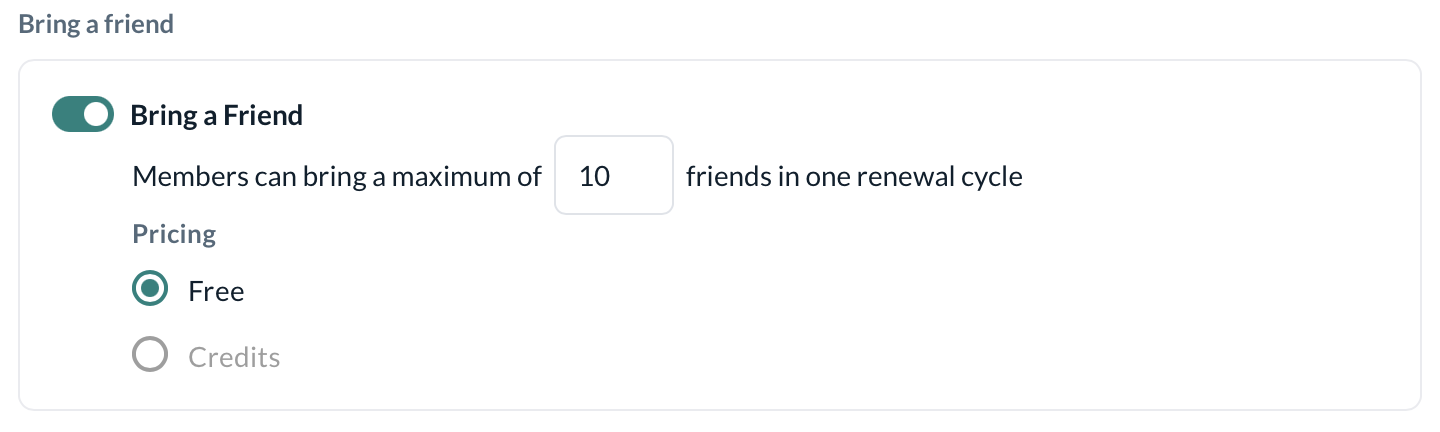 Bring a friend
Bring a Friend
Members can bring a maximum of 10 friends in one renewal cycle
Pricing
Free
Credits